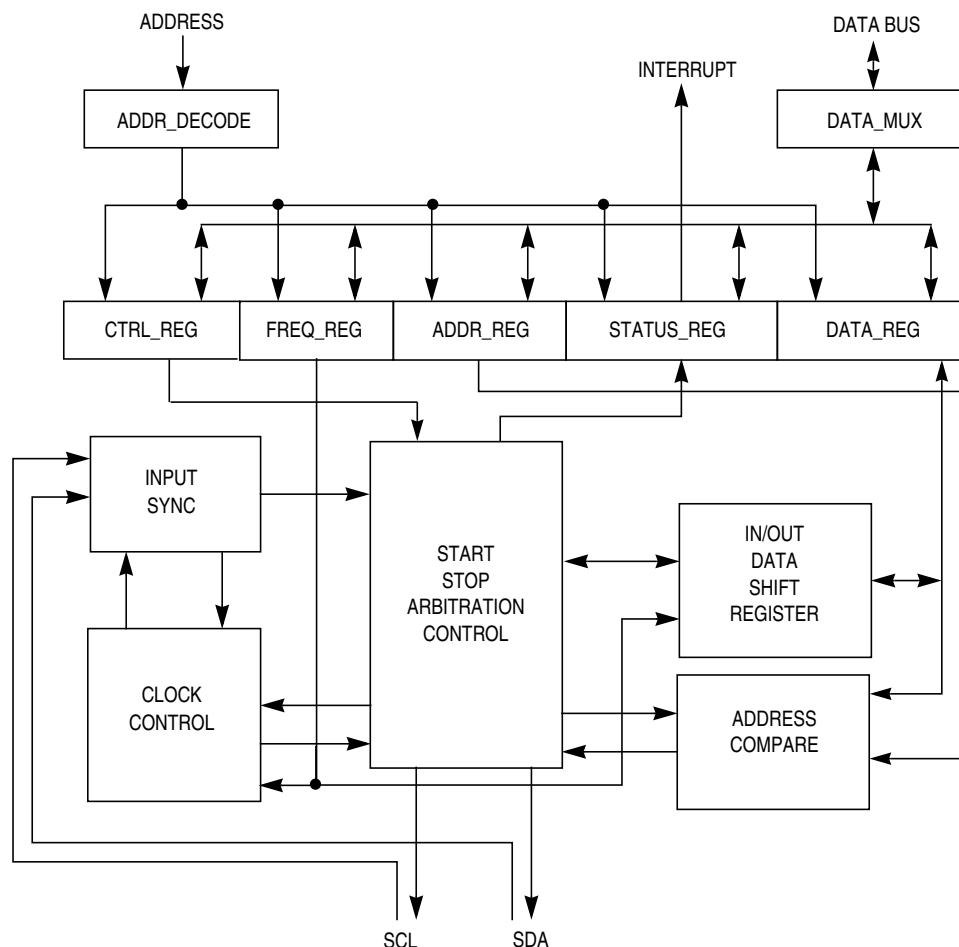 ADDRESS
DATA BUS
INTERRUPT
ADDR_DECODE
DATA_MUX
CTRL_REG
FREQ_REG
ADDR_REG
STATUS_REG
DATA_REG
INPUT
SYNC
START
STOP
ARBITRATION
CONTROL
IN/OUT
DATA
SHIFT
REGISTER
CLOCK
CONTROL
ADDRESS
COMPARE
SCL
SDA